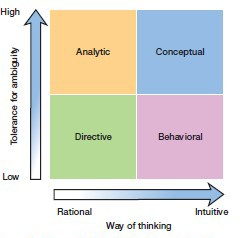 High
Tolerance for ambiguity
Analytic
Conceptual
Directive
Behavioral
Low
Rational
Intuitive
Way of thinking